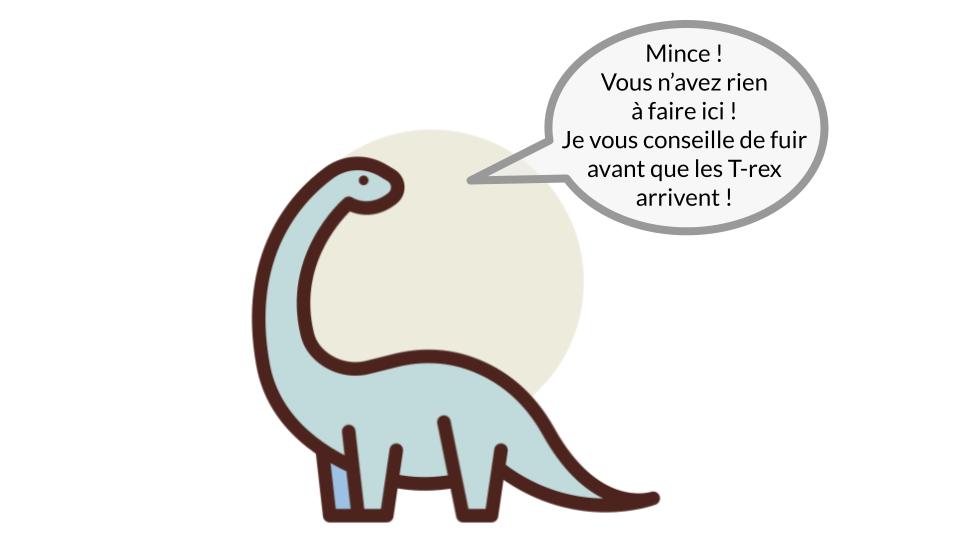 Mince !
Vous n’avez rien
à faire ici !
Je vous conseille de fuir
avant que les T-rex
arrivent !